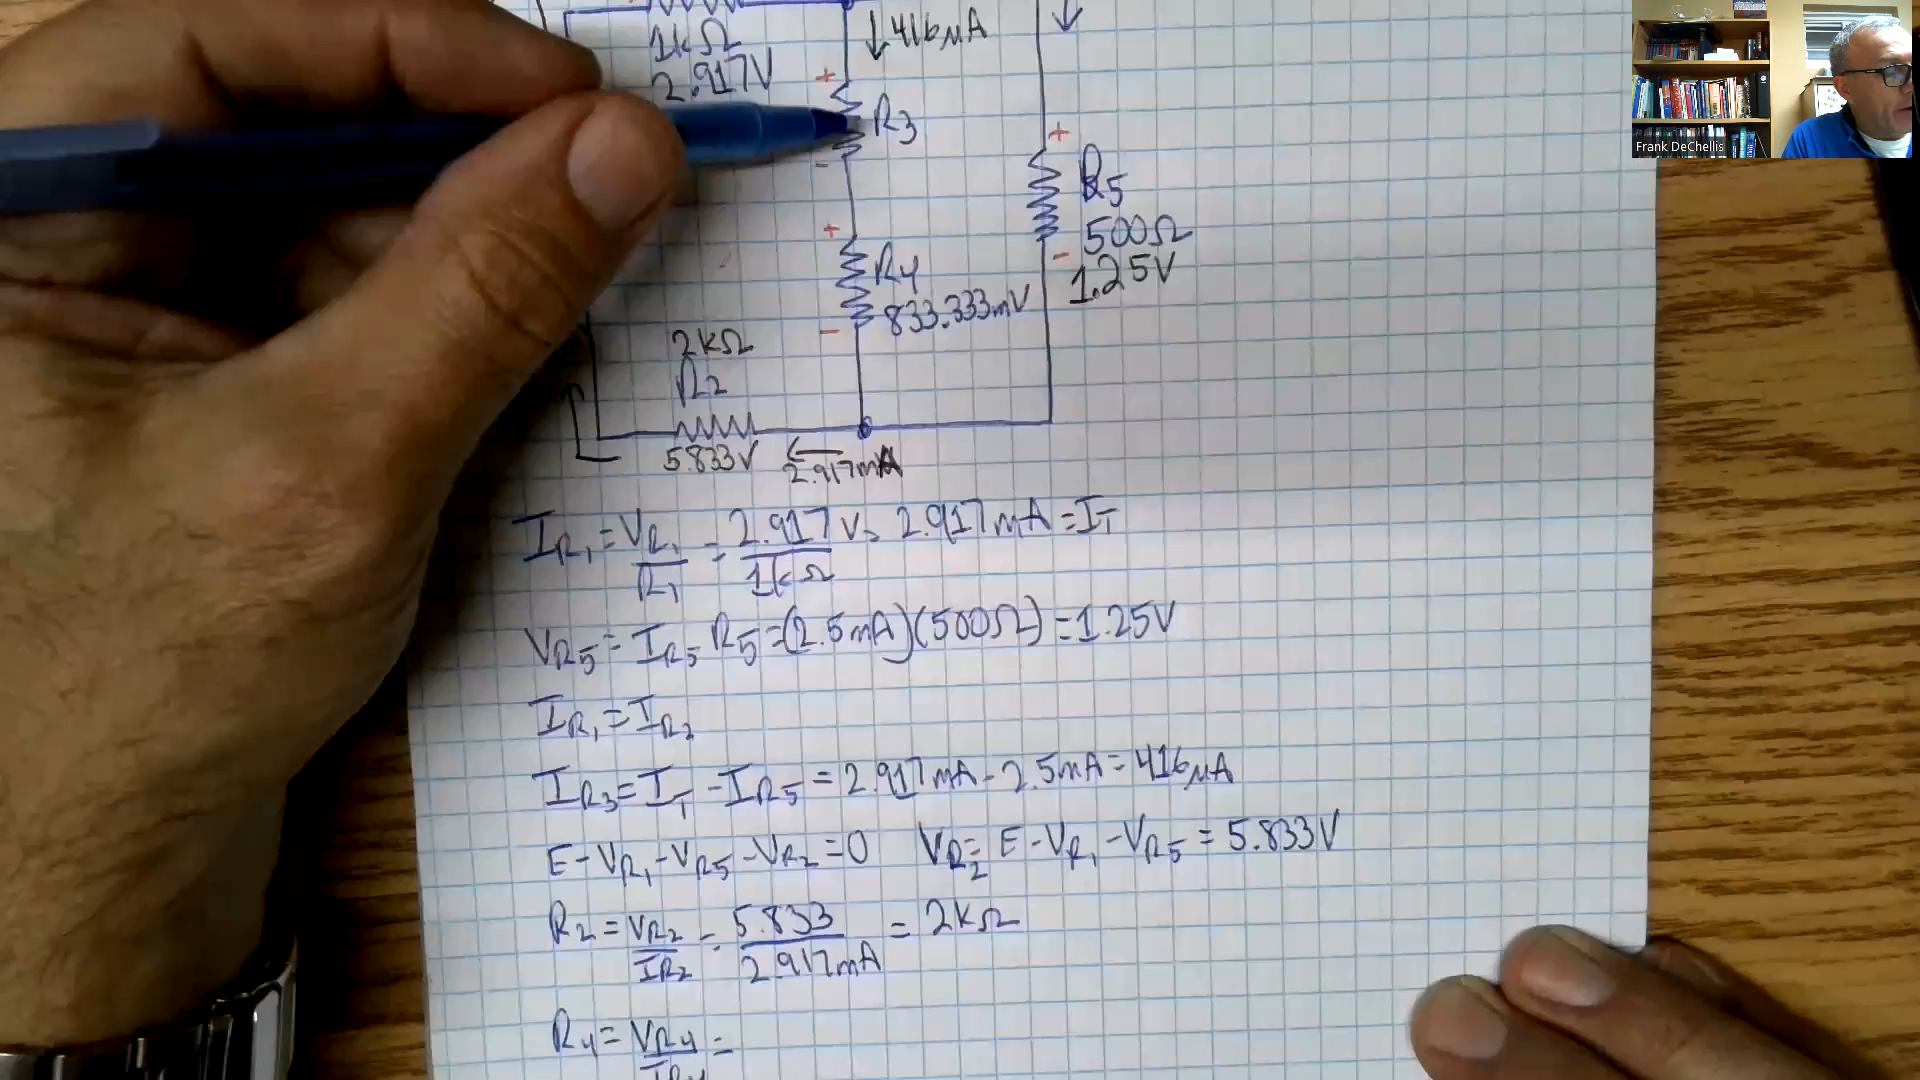 1kΩ
2.917V
↓416μA
+
R3
-
+
R4
833.333mV
-
+
R5
500Ω
-
1.25V
2kΩ
R2
5.833V
2.917mA
IR1 = VR1/R1 = 2.917V/1kΩ = 2.917mA = IT
VR5 = IR5 R5 = (2.5mA)(500Ω) = 1.25V
IR1 = IR2
IR3 = IT - IR5 = 2.917mA - 2.5mA = 416μA
E - VR1 - VR5 - VR2 = 0 VR2 = E - VR1 - VR5 = 5.833V
R2 = VR2/IR2 = 5.833/2.917mA = 2kΩ
R4 = VR4/IR4 =
Frank DeChellis